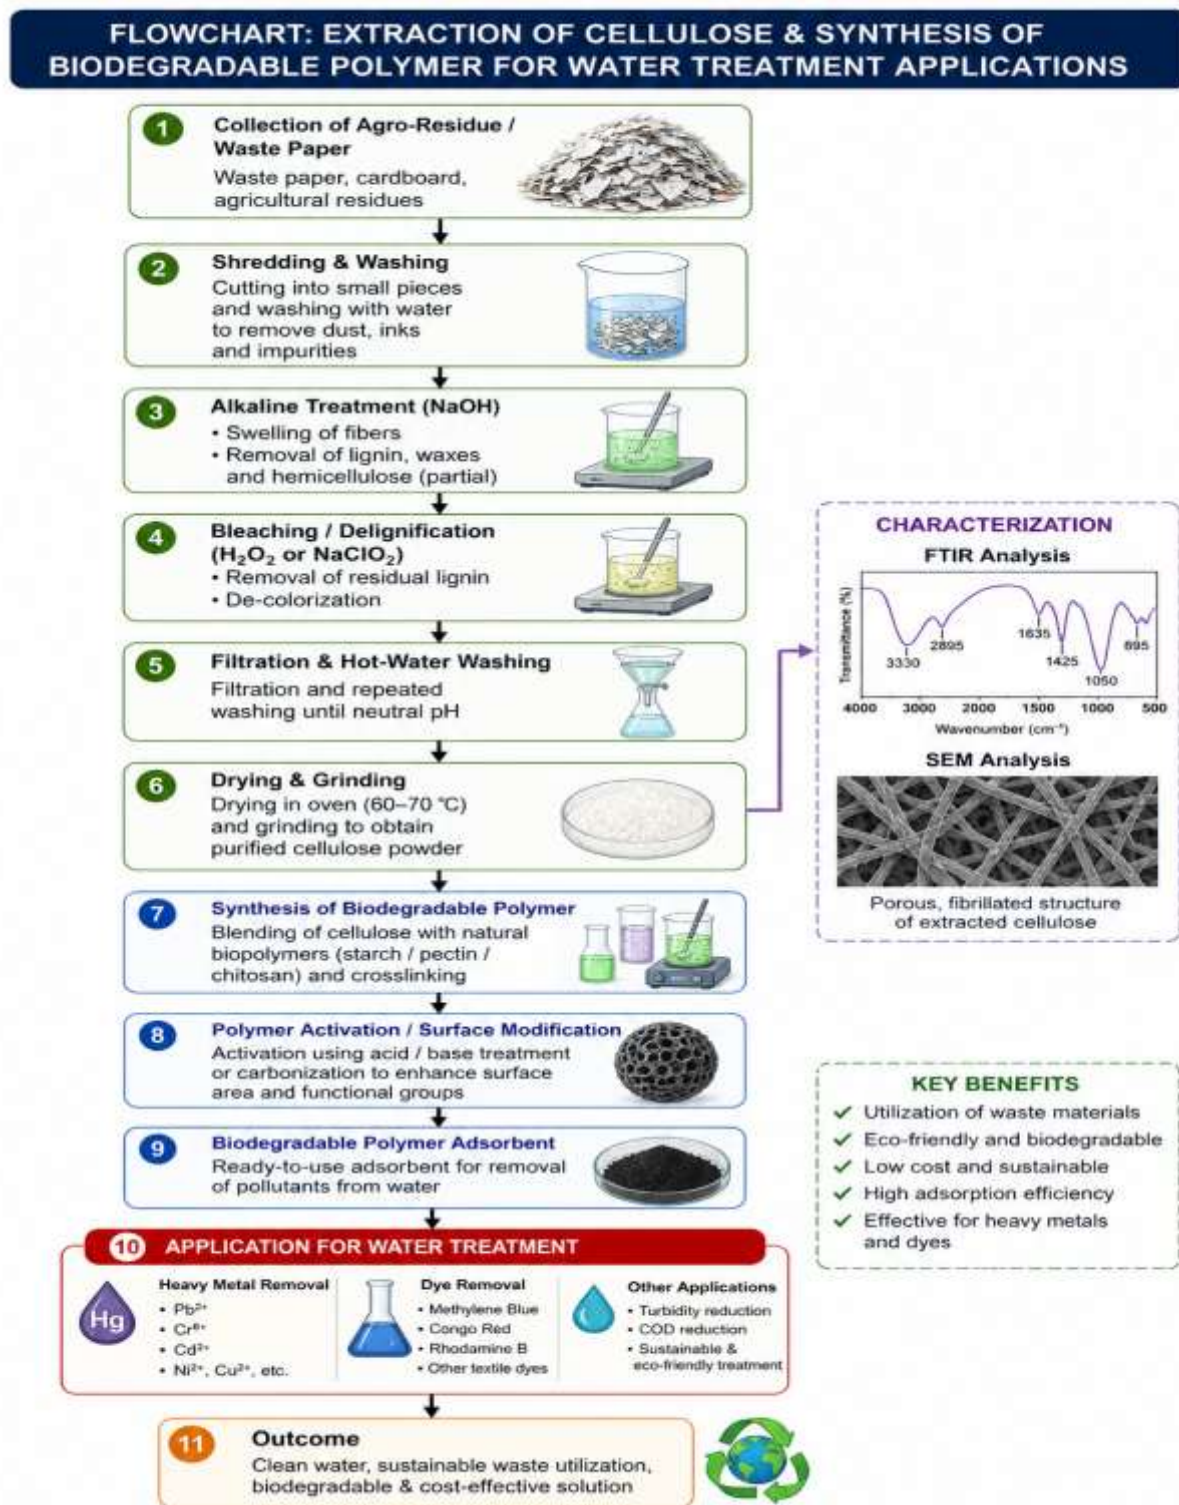 FLOWCHART: EXTRACTION OF CELLULOSE & SYNTHESIS OF
BIODEGRADABLE POLYMER FOR WATER TREATMENT APPLICATIONS
1
Collection of Agro-Residue /
Waste Paper
Waste paper, cardboard,
agricultural residues
2
Shredding & Washing
Cutting into small pieces
and washing with water
to remove dust, inks
and impurities
3
Alkaline Treatment (NaOH)
• Swelling of fibers
• Removal of lignin, waxes
and hemicellulose (partial)
4
Bleaching / Delignification
(H₂O₂ or NaClO₂)
• Removal of residual lignin
• De-colorization
5
Filtration & Hot-Water Washing
Filtration and repeated
washing until neutral pH
6
Drying & Grinding
Drying in oven (60–70 °C)
and grinding to obtain
purified cellulose powder
CHARACTERIZATION
FTIR Analysis
Transmittance (%)
3330
2895
1635
1425
1050
895
4000 3000 2000 1500 1000 500
Wavenumber (cm⁻¹)
SEM Analysis
Porous, fibrillated structure
of extracted cellulose
7
Synthesis of Biodegradable Polymer
Blending of cellulose with natural
biopolymers (starch / pectin /
chitosan) and crosslinking
8
Polymer Activation / Surface Modification
Activation using acid / base treatment
or carbonization to enhance surface
area and functional groups
9
Biodegradable Polymer Adsorbent
Ready-to-use adsorbent for removal
of pollutants from water
KEY BENEFITS
✓ Utilization of waste materials
✓ Eco-friendly and biodegradable
✓ Low cost and sustainable
✓ High adsorption efficiency
✓ Effective for heavy metals
and dyes
10 APPLICATION FOR WATER TREATMENT
Hg
Heavy Metal Removal
• Pb²⁺
• Cr⁶⁺
• Cd²⁺
• Ni²⁺, Cu²⁺, etc.
Dye Removal
• Methylene Blue
• Congo Red
• Rhodamine B
• Other textile dyes
Other Applications
• Turbidity reduction
• COD reduction
• Sustainable &
eco-friendly treatment
11
Outcome
Clean water, sustainable waste utilization,
biodegradable & cost-effective solution